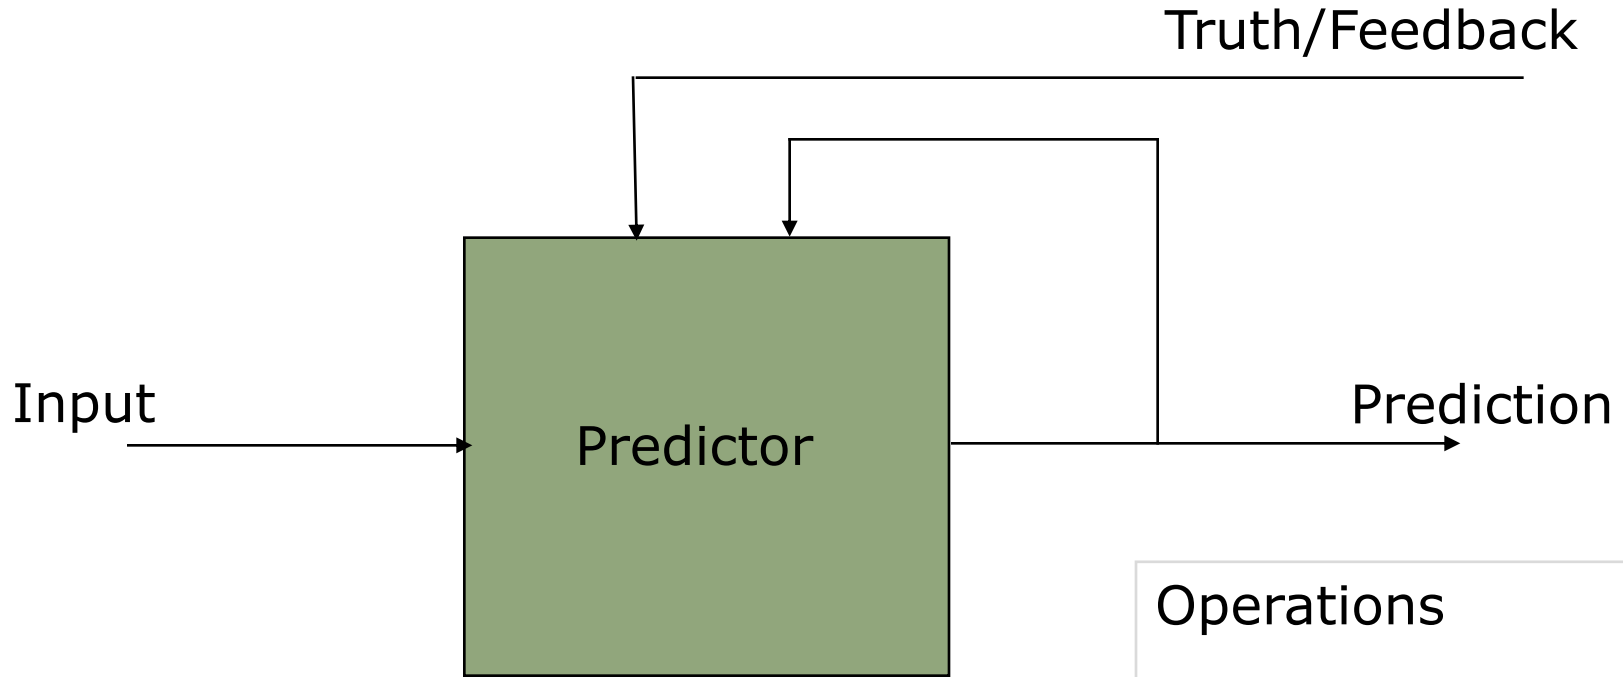 Truth/Feedback
Input
Prediction
Predictor
Operations